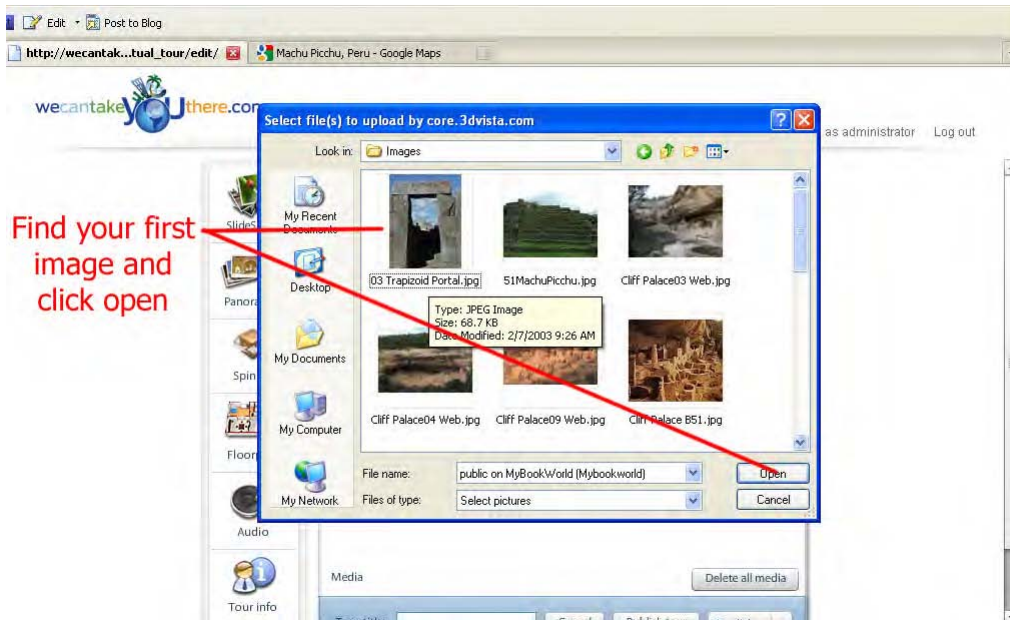 Edit
Post to Blog
http://wecantak...tual_tour/edit/
Machu Picchu, Peru - Google Maps
wecantakeyOUthere.com
as administrator
Log out
Select file(s) to upload by core.3dvista.com
Look in:
Images
My Recent
Documents
Desktop
My Documents
My Computer
My Network
03 Trapizoid Portal.jpg
51MachuPicchu.jpg
Cliff Palace03 Web.jpg
Type: JPEG Image
Size: 68.7 KB
Date Modified: 2/7/2003 9:26 AM
Cliff Palace04 Web.jpg
Cliff Palace09 Web.jpg
Cliff Palace B51.jpg
File name:
public on MyBookWorld (Mybookworld)
Open
Files of type:
Select pictures
Cancel
Find your first
image and
click open
Audio
Tour info
Media
Delete all media